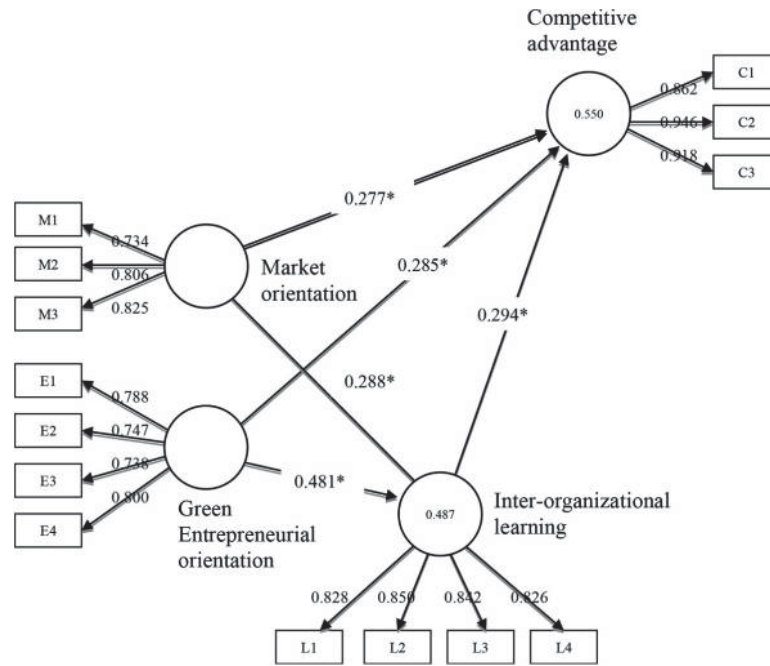 Competitive
advantage
C1
0.862
0.550
C2
0.946
C3
0.918
0.277*
M1
0.734
M2
0.806
M3
0.825
Market
orientation
0.285*
0.294*
E1
0.788
E2
0.747
E3
0.738
E4
0.800
0.288*
0.481*
Green
Entrepreneurial
orientation
0.487
Inter-organizational
learning
0.828
0.850
0.842
0.826
L1
L2
L3
L4